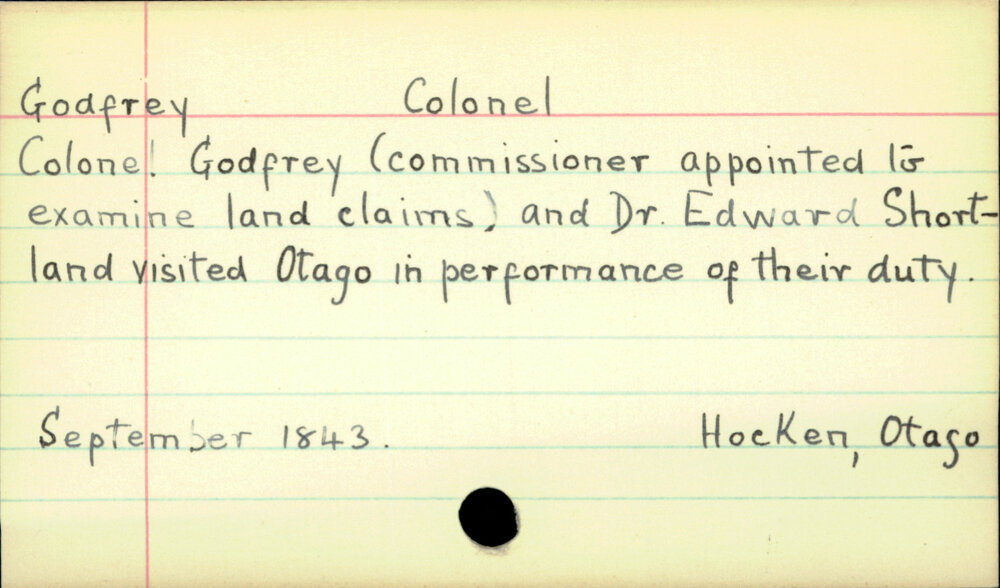 Godfrey Colonel
Colonel Godfrey (commissioner appointed to
examine land claims) and Dr. Edward Short-
land visited Otago in performance of their duty.
September 1843. Hocken, Otago